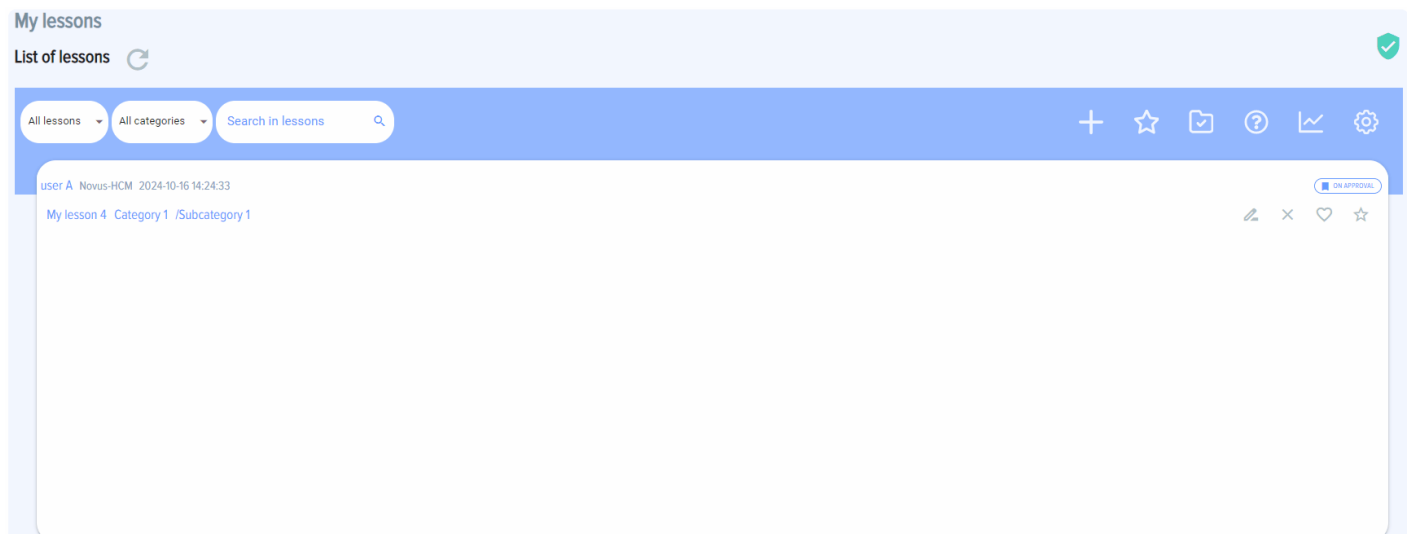 My lessons
List of lessons
All lessons All categories Search in lessons
user A Novus-HCM 2024-10-16 14:24:33 ON APPROVAL
My lesson 4 Category 1 /Subcategory 1